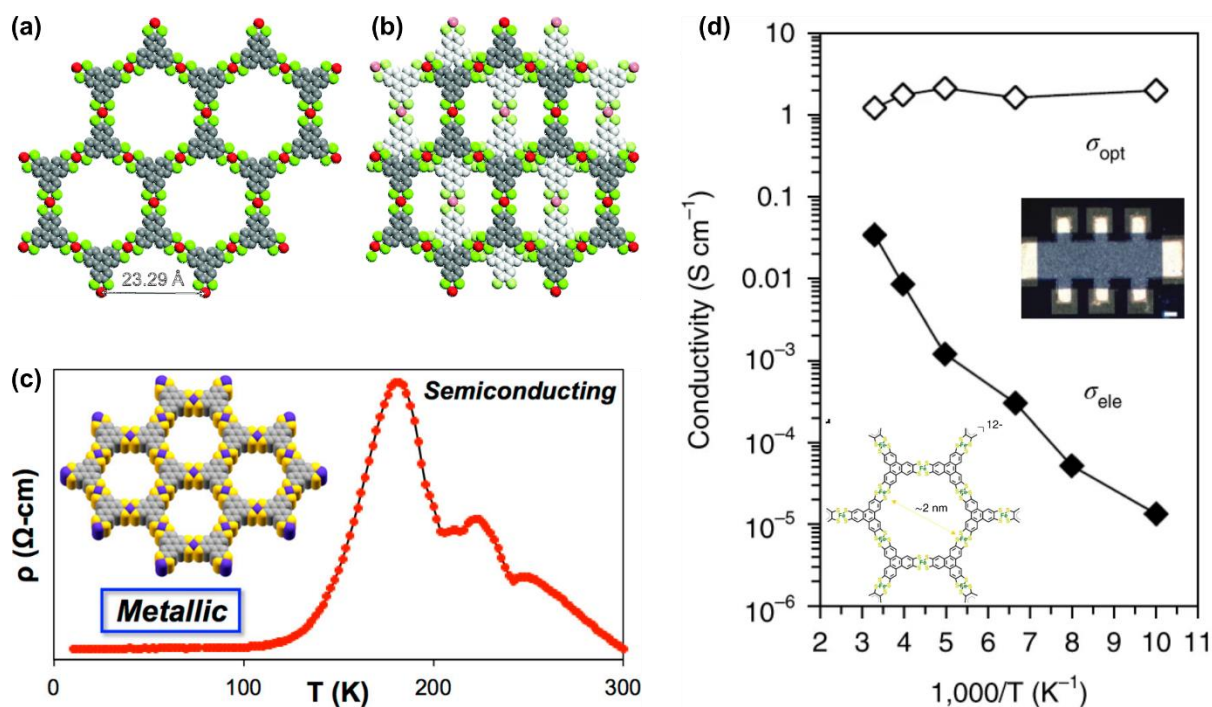 (a)
(b)
(d)
23.29 Å
(c)
Semiconducting
Metallic
ρ (Ω-cm)
0
100
200
300
T (K)
Conductivity (S cm⁻¹)
100
10
1
0.1
0.01
10⁻³
10⁻⁴
10⁻⁵
10⁻⁶
σopt
σele
12-
~2 nm
2 3 4 5 6 7 8 9 10 11
1,000/T (K⁻¹)